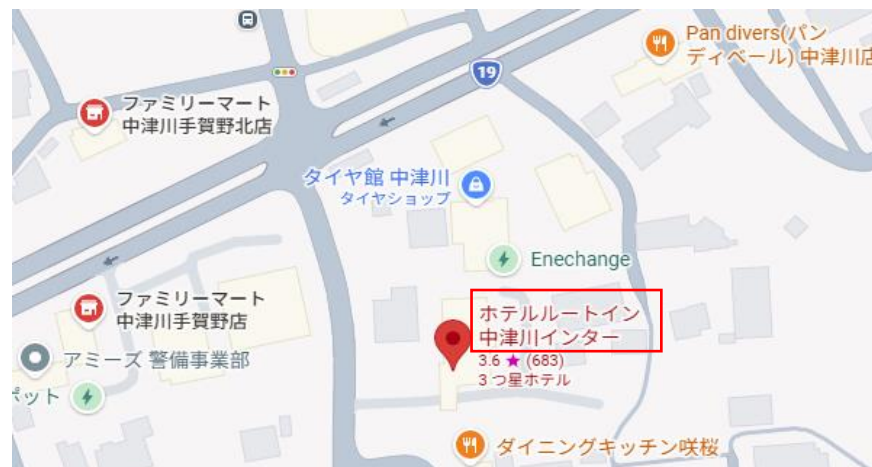 Pan divers(パン
ディベール) 中津川店
19
ファミリーマート
中津川手賀野北店
タイヤ館 中津川
タイヤショップ
Enechange
ホテルルートイン
中津川インター
3.6 ★ (683)
3 つ星ホテル
ファミリーマート
中津川手賀野店
アミーズ 警備事業部
ポット
ダイニングキッチン咲桜